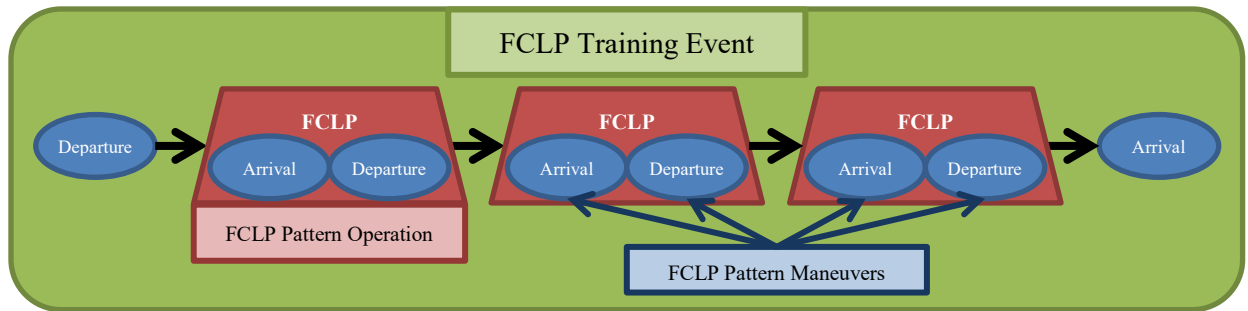 FCLP Training Event
FCLP
FCLP
FCLP
Departure
Arrival
Departure
Arrival
Departure
Arrival
Departure
Arrival
FCLP Pattern Operation
FCLP Pattern Maneuvers